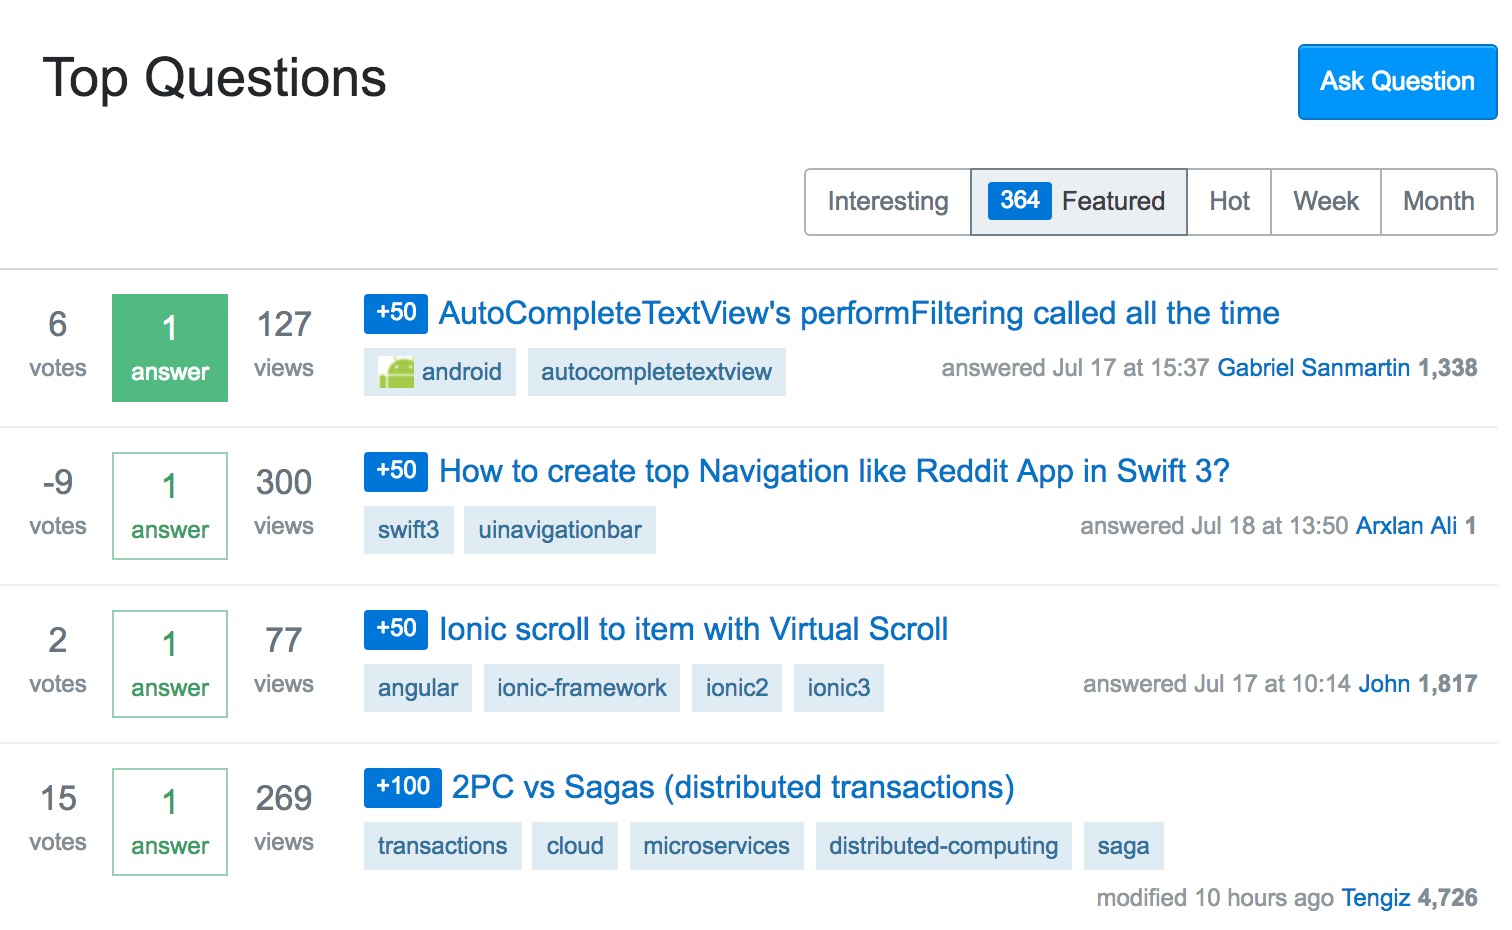 Top Questions
Ask Question
Interesting 364 Featured Hot Week Month
6 votes 1 answer 127 views +50 AutoCompleteTextView's performFiltering called all the time
android autocompletetextview answered Jul 17 at 15:37 Gabriel Sanmartin 1,338
-9 votes 1 answer 300 views +50 How to create top Navigation like Reddit App in Swift 3?
swift3 uinavigationbar answered Jul 18 at 13:50 Arxlan Ali 1
2 votes 1 answer 77 views +50 Ionic scroll to item with Virtual Scroll
angular ionic-framework ionic2 ionic3 answered Jul 17 at 10:14 John 1,817
15 votes 1 answer 269 views +100 2PC vs Sagas (distributed transactions)
transactions cloud microservices distributed-computing saga
modified 10 hours ago Tengiz 4,726